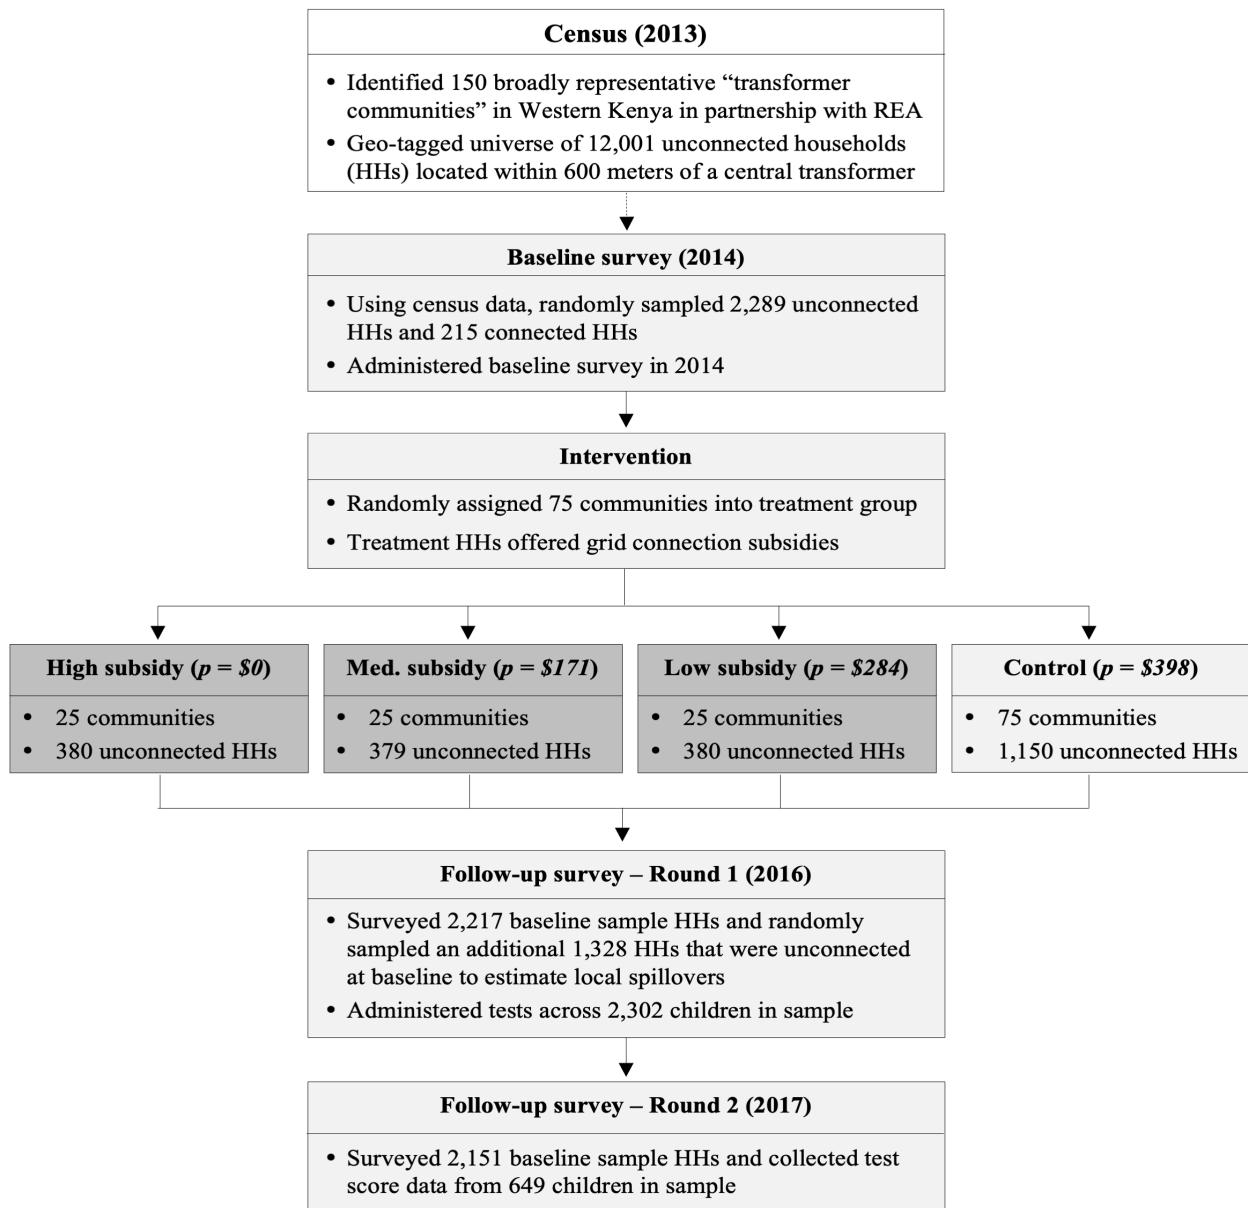 Census (2013)
• Identified 150 broadly representative “transformer
communities” in Western Kenya in partnership with REA
• Geo-tagged universe of 12,001 unconnected households
(HHs) located within 600 meters of a central transformer
Baseline survey (2014)
• Using census data, randomly sampled 2,289 unconnected
HHs and 215 connected HHs
• Administered baseline survey in 2014
Intervention
• Randomly assigned 75 communities into treatment group
• Treatment HHs offered grid connection subsidies
High subsidy (p = $0)
• 25 communities
• 380 unconnected HHs
Med. subsidy (p = $171)
• 25 communities
• 379 unconnected HHs
Low subsidy (p = $284)
• 25 communities
• 380 unconnected HHs
Control (p = $398)
• 75 communities
• 1,150 unconnected HHs
Follow-up survey – Round 1 (2016)
• Surveyed 2,217 baseline sample HHs and randomly
sampled an additional 1,328 HHs that were unconnected
at baseline to estimate local spillovers
• Administered tests across 2,302 children in sample
Follow-up survey – Round 2 (2017)
• Surveyed 2,151 baseline sample HHs and collected test
score data from 649 children in sample